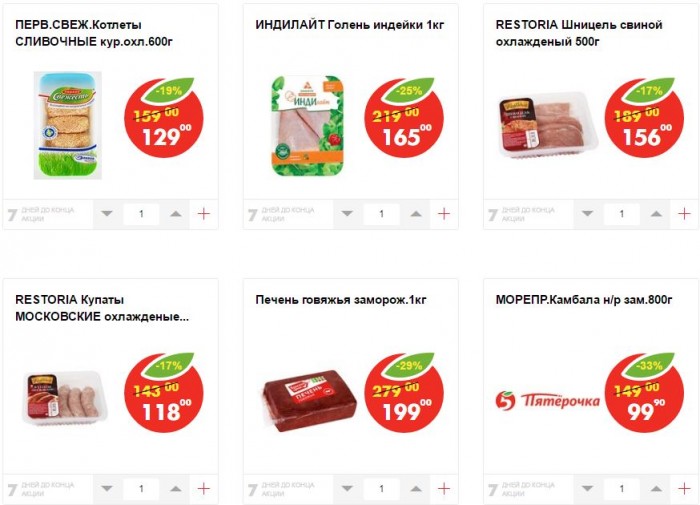 ПЕРВ.СВЕЖ.Котлеты
СЛИВОЧНЫЕ кур.охл.600г
Свежесть
-19%
159 00
129 00
7 ДНЕЙ ДО КОНЦА
АКЦИИ
1
ИНДИЛАЙТ Голень индейки 1кг
ИНДИ
-25%
219 00
165 00
7 ДНЕЙ ДО КОНЦА
АКЦИИ
1
RESTORIA Шницель свиной
охлажденый 500г
-17%
189 00
156 00
7 ДНЕЙ ДО КОНЦА
АКЦИИ
1
RESTORIA Купаты
МОСКОВСКИЕ охлажденые...
-17%
143 00
118 00
7 ДНЕЙ ДО КОНЦА
АКЦИИ
1
Печень говяжья заморож.1кг
ПЕЧЕНЬ
-29%
279 00
199 00
7 ДНЕЙ ДО КОНЦА
АКЦИИ
1
МОРЕПР.Камбала н/р зам.800г
5 Пятёрочка
-33%
149 00
99 90
7 ДНЕЙ ДО КОНЦА
АКЦИИ
1